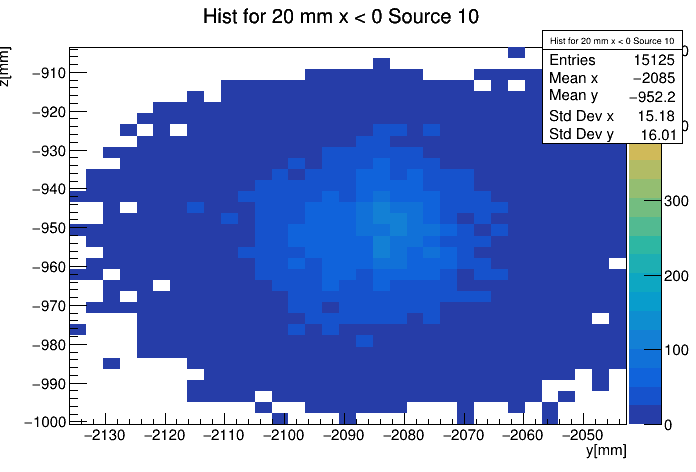 Hist for 20 mm x < 0 Source 10
z[mm]
Hist for 20 mm x < 0 Source 10
Entries 15125
Mean x −2085
Mean y −952.2
Std Dev x 15.18
Std Dev y 16.01
−910
−920
−930
−940
−950
−960
−970
−980
−990
−1000
−2130 −2120 −2110 −2100 −2090 −2080 −2070 −2060 −2050
y[mm]
300
200
100
0